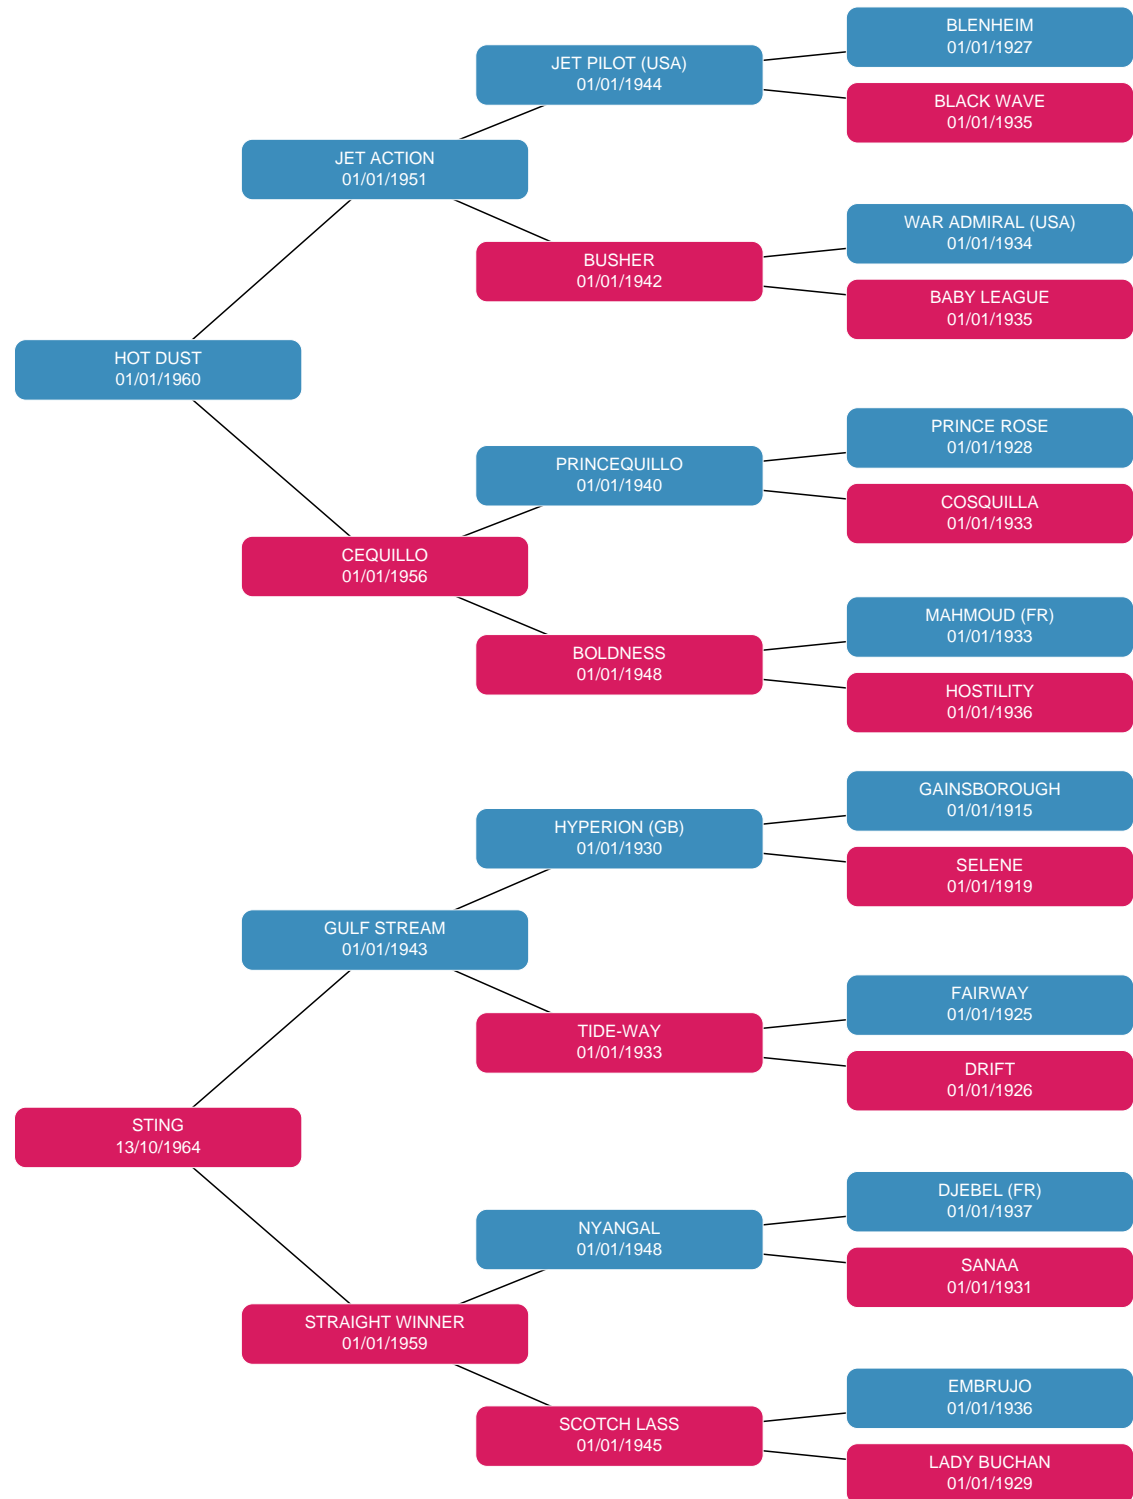 BLENHEIM
01/01/1927
JET PILOT (USA)
01/01/1944
BLACK WAVE
01/01/1935
JET ACTION
01/01/1951
WAR ADMIRAL (USA)
01/01/1934
BUSHER
01/01/1942
BABY LEAGUE
01/01/1935
HOT DUST
01/01/1960
PRINCE ROSE
01/01/1928
PRINCEQUILLO
01/01/1940
COSQUILLA
01/01/1933
CEQUILLO
01/01/1956
MAHMOUD (FR)
01/01/1933
BOLDNESS
01/01/1948
HOSTILITY
01/01/1936
GAINSBOROUGH
01/01/1915
HYPERION (GB)
01/01/1930
SELENE
01/01/1919
GULF STREAM
01/01/1943
FAIRWAY
01/01/1925
TIDE-WAY
01/01/1933
DRIFT
01/01/1926
STING
13/10/1964
DJEBEL (FR)
01/01/1937
NYANGAL
01/01/1948
SANAA
01/01/1931
STRAIGHT WINNER
01/01/1959
EMBRUJO
01/01/1936
SCOTCH LASS
01/01/1945
LADY BUCHAN
01/01/1929